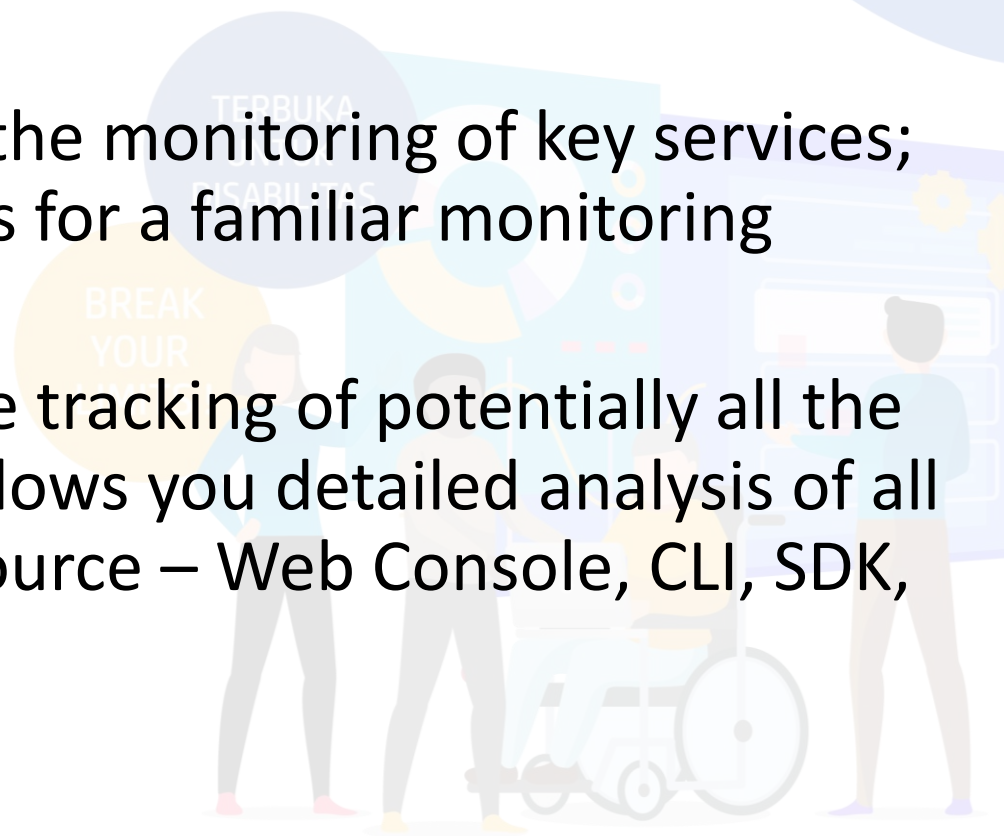 the monitoring of key services;
s for a familiar monitoring
e tracking of potentially all the
lows you detailed analysis of all
ource – Web Console, CLI, SDK,
TERBUKA
DISABILITAS
BREAK
YOUR